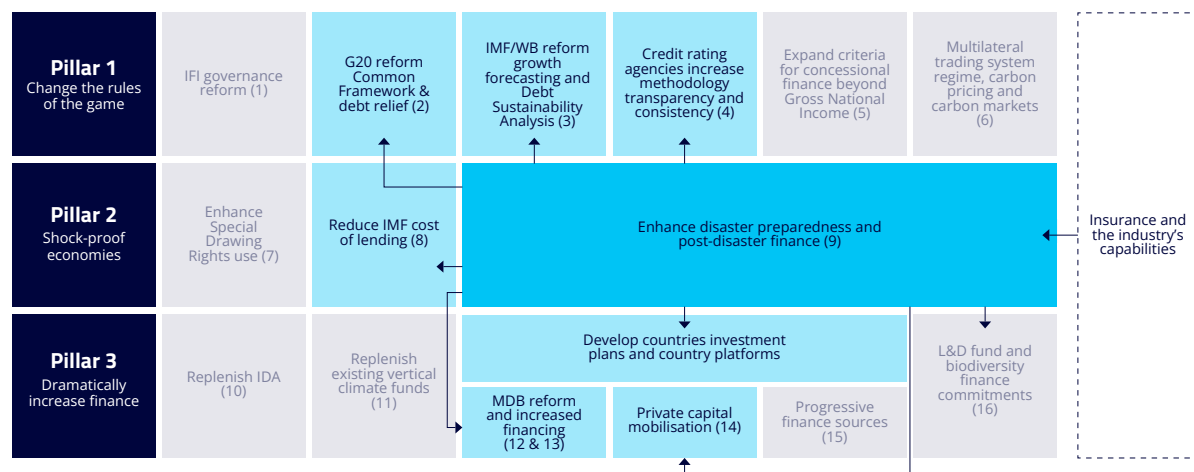 Pillar 1
Change the rules
of the game
IFI governance
reform (1)
G20 reform
Common
Framework &
debt relief (2)
IMF/WB reform
growth
forecasting and
Debt
Sustainability
Analysis (3)
Credit rating
agencies increase
methodology
transparency and
consistency (4)
Expand criteria
for concessional
finance beyond
Gross National
Income (5)
Multilateral
trading system
regime, carbon
pricing and
carbon markets
(6)
Pillar 2
Shock-proof
economies
Enhance
Special
Drawing
Rights use (7)
Reduce IMF cost
of lending (8)
Enhance disaster preparedness and
post-disaster finance (9)
Insurance and
the industry's
capabilities
Pillar 3
Dramatically
increase finance
Replenish IDA
(10)
Replenish
existing vertical
climate funds
(11)
Develop countries investment
plans and country platforms
MDB reform
and increased
financing
(12 & 13)
Private capital
mobilisation (14)
Progressive
finance sources
(15)
L&D fund and
biodiversity
finance
commitments
(16)